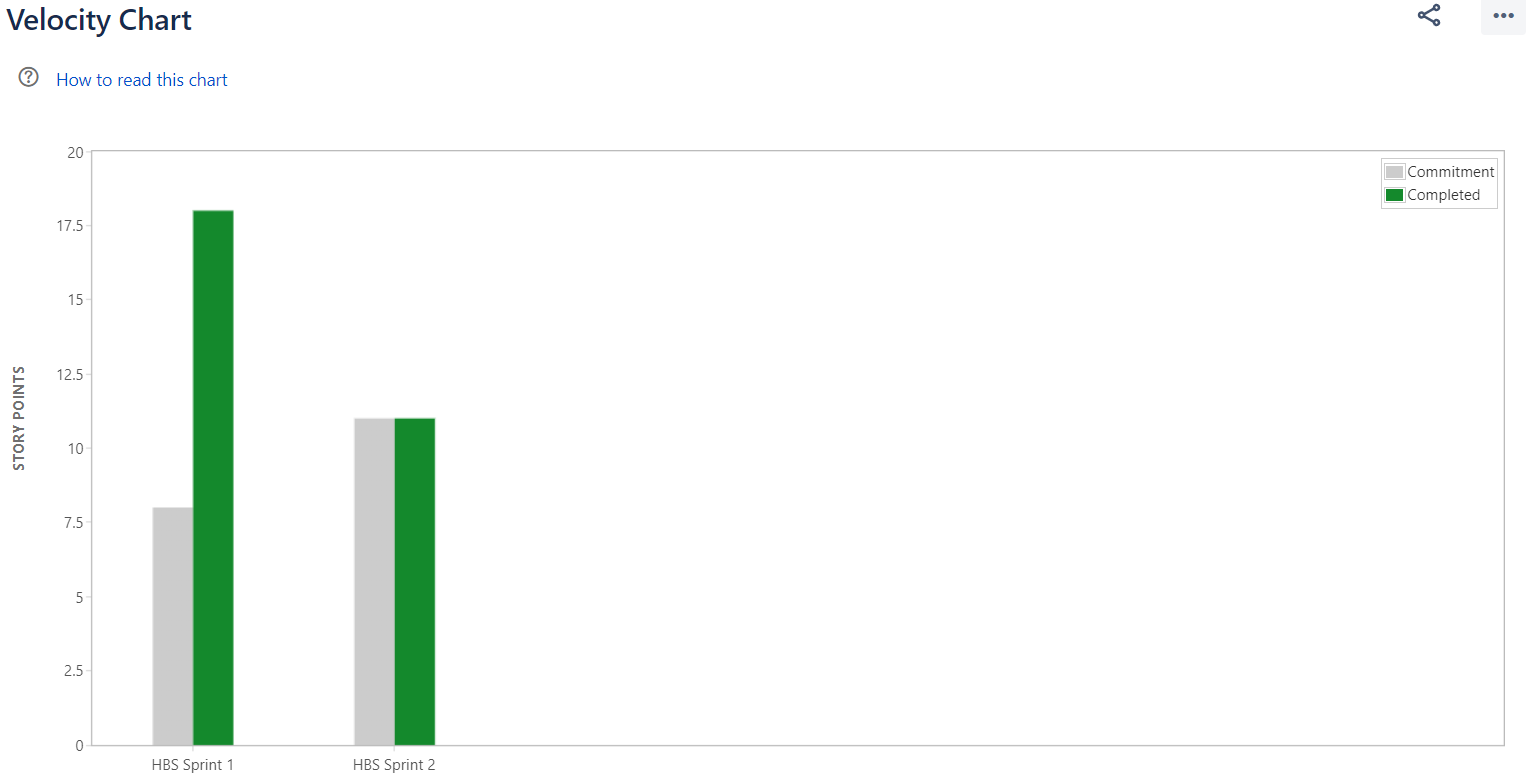 Velocity Chart
How to read this chart
20
17.5
15
12.5
10
7.5
5
2.5
0
STORY POINTS
Commitment
Completed
HBS Sprint 1
HBS Sprint 2